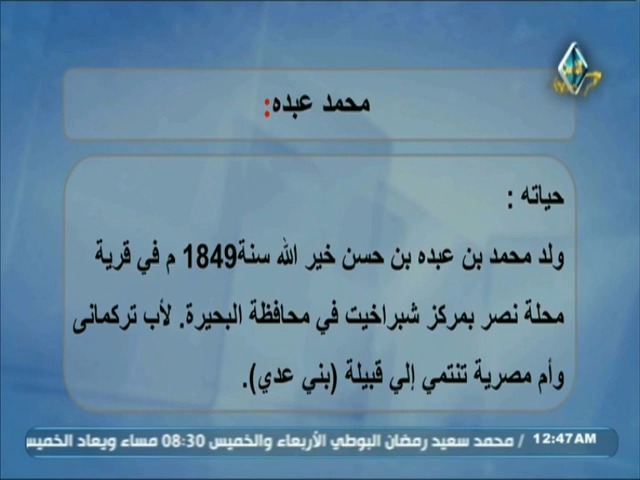 محمد عبده:
حياته :
ولد محمد بن عبده بن حسن خير الله سنة1849 م في قرية
محلة نصر بمركز شبراخيت في محافظة البحيرة. لأب تركمانى
وأم مصرية تنتمي إلي قبيلة (بني عدي).
12:47AM / محمد سعيد رمضان البوطي الأربعاء والخميس 08:30 مساء ويعاد الخميس